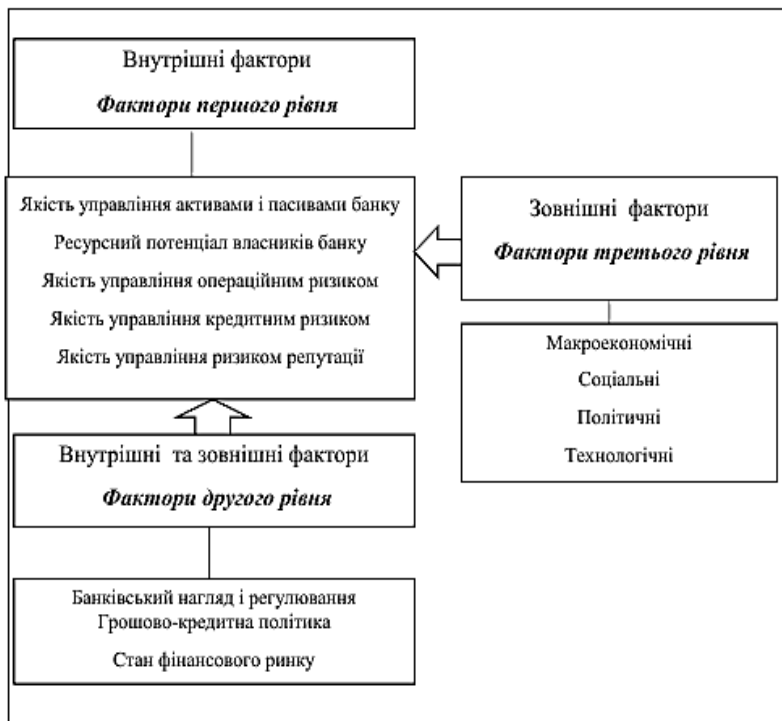 Внутрішні фактори
Фактори першого рівня
Якість управління активами і пасивами банку
Ресурсний потенціал власників банку
Якість управління операційним ризиком
Якість управління кредитним ризиком
Якість управління ризиком репутації
Зовнішні фактори
Фактори третього рівня
Макроекономічні
Соціальні
Політичні
Технологічні
Внутрішні та зовнішні фактори
Фактори другого рівня
Банківський нагляд і регулювання
Грошово-кредитна політика
Стан фінансового ринку